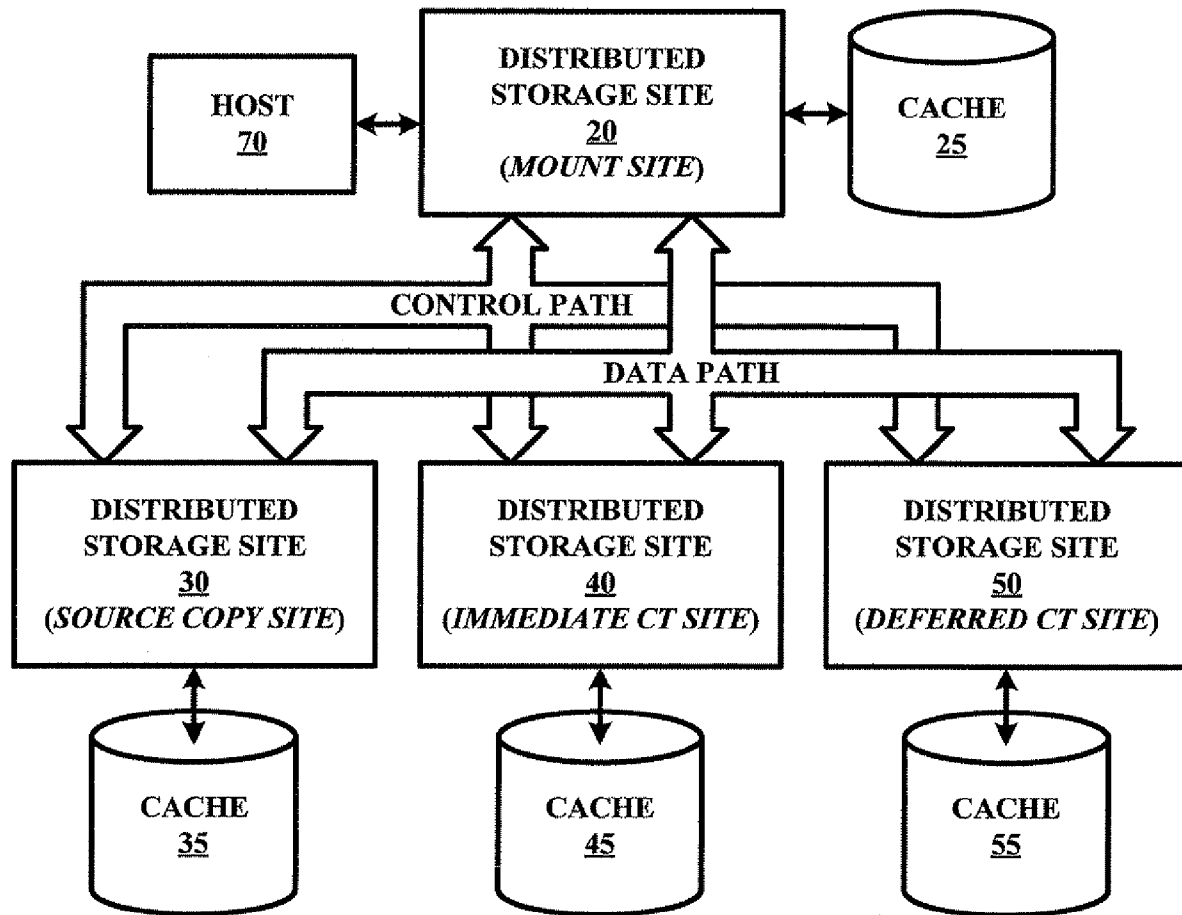 HOST
70
DISTRIBUTED
STORAGE SITE
20
(MOUNT SITE)
CACHE
25
CONTROL PATH
DATA PATH
DISTRIBUTED
STORAGE SITE
30
(SOURCE COPY SITE)
DISTRIBUTED
STORAGE SITE
40
(IMMEDIATE CT SITE)
DISTRIBUTED
STORAGE SITE
50
(DEFERRED CT SITE)
CACHE
35
CACHE
45
CACHE
55